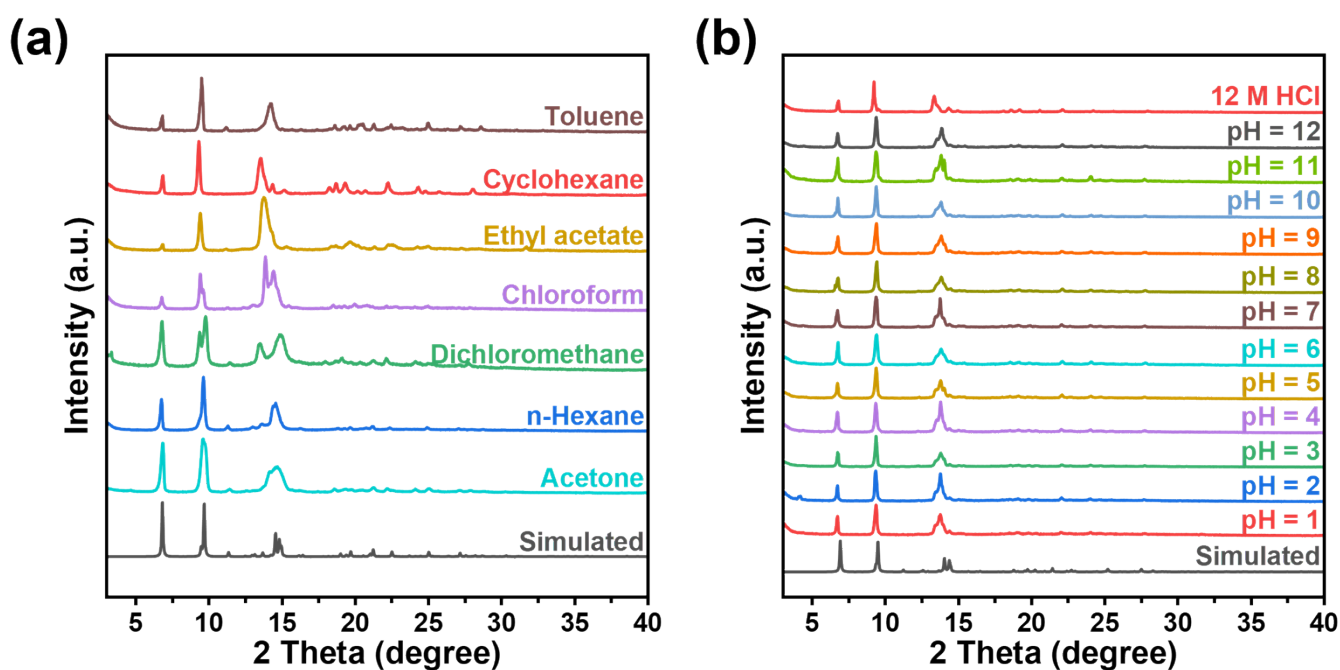 (a)
Intensity (a.u.)
Toluene
Cyclohexane
Ethyl acetate
Chloroform
Dichloromethane
n-Hexane
Acetone
Simulated
5 10 15 20 25 30 35 40
2 Theta (degree)
(b)
Intensity (a.u.)
12 M HCl
pH = 12
pH = 11
pH = 10
pH = 9
pH = 8
pH = 7
pH = 6
pH = 5
pH = 4
pH = 3
pH = 2
pH = 1
Simulated
5 10 15 20 25 30 35 40
2 Theta (degree)